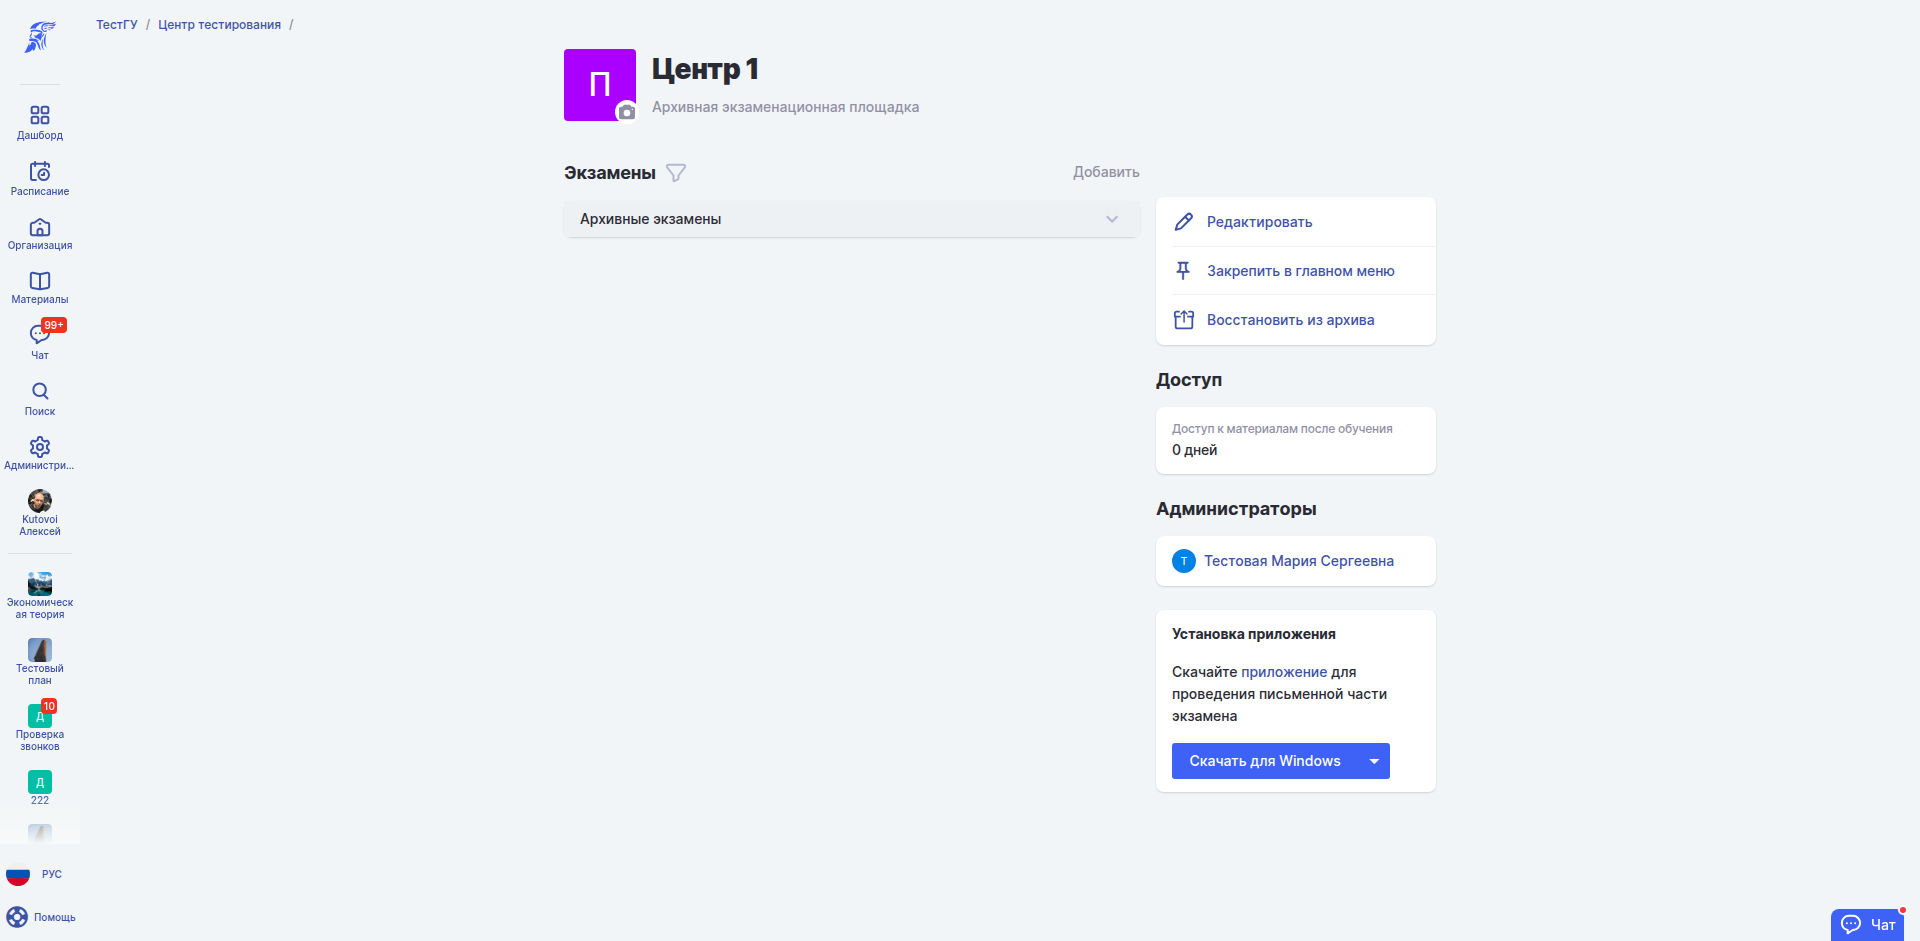 ТестГУ / Центр тестирования /
П
Центр 1
Архивная экзаменационная площадка
Дашборд
Расписание
Организация
Материалы
99+
Чат
Поиск
Администри...
Kutovoi
Алексей
Экономическ
ая теория
Тестовый
план
10
Д
Проверка
звонков
Д
222
РУС
Помощь
Экзамены
Добавить
Архивные экзамены
Редактировать
Закрепить в главном меню
Восстановить из архива
Доступ
Доступ к материалам после обучения
0 дней
Администраторы
Т
Тестовая Мария Сергеевна
Установка приложения
Скачайте приложение для
проведения письменной части
экзамена
Скачать для Windows
Чат